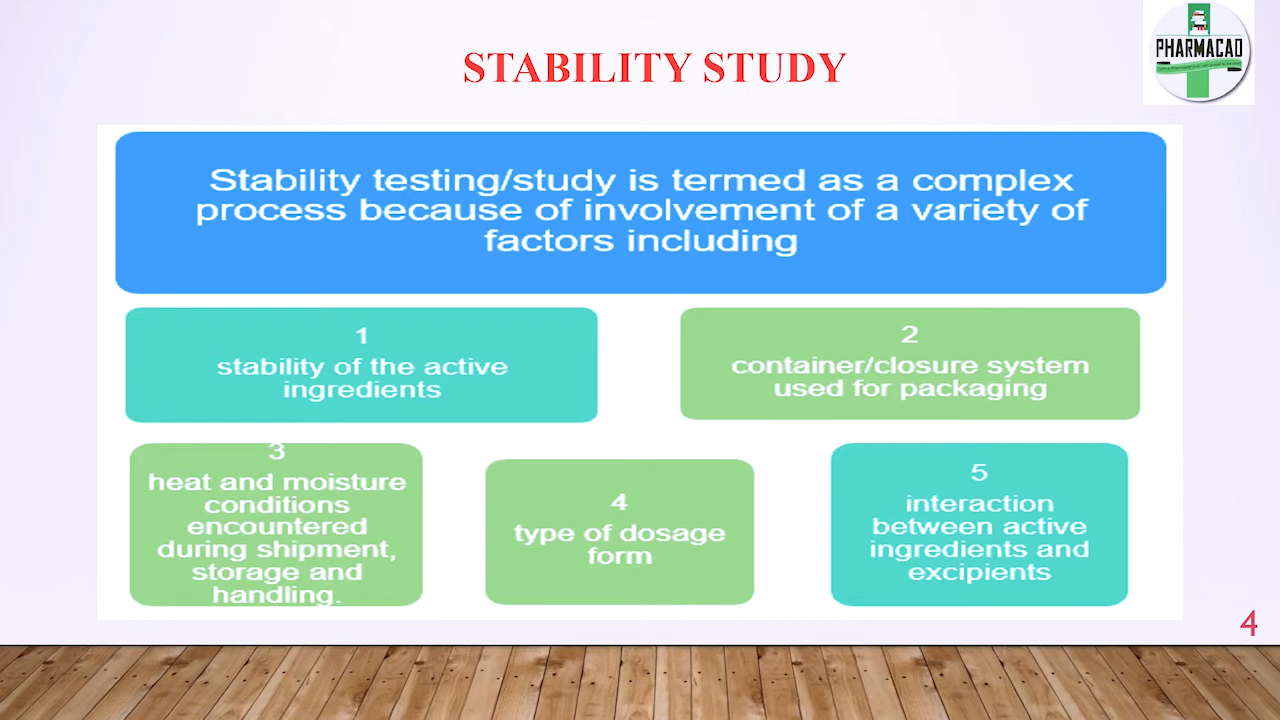 PHARMACAD
STABILITY STUDY
Stability testing/study is termed as a complex
process because of involvement of a variety of
factors including
1
stability of the active
ingredients
2
container/closure system
used for packaging
3
heat and moisture
conditions
encountered
during shipment,
storage and
handling.
4
type of dosage
form
5
interaction
between active
ingredients and
excipients
4